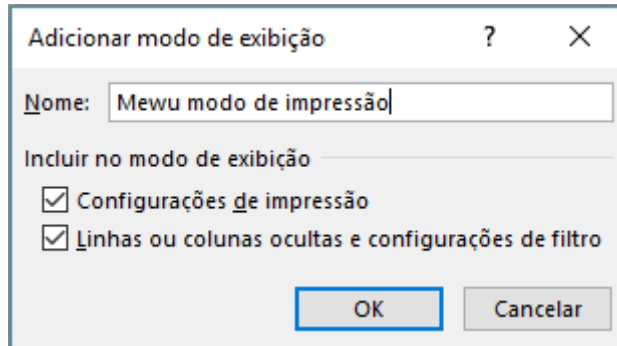 Adicionar modo de exibição ?
Nome: Mewu modo de impressão
Incluir no modo de exibição
Configurações de impressão
Linhas ou colunas ocultas e configurações de filtro
OK Cancelar